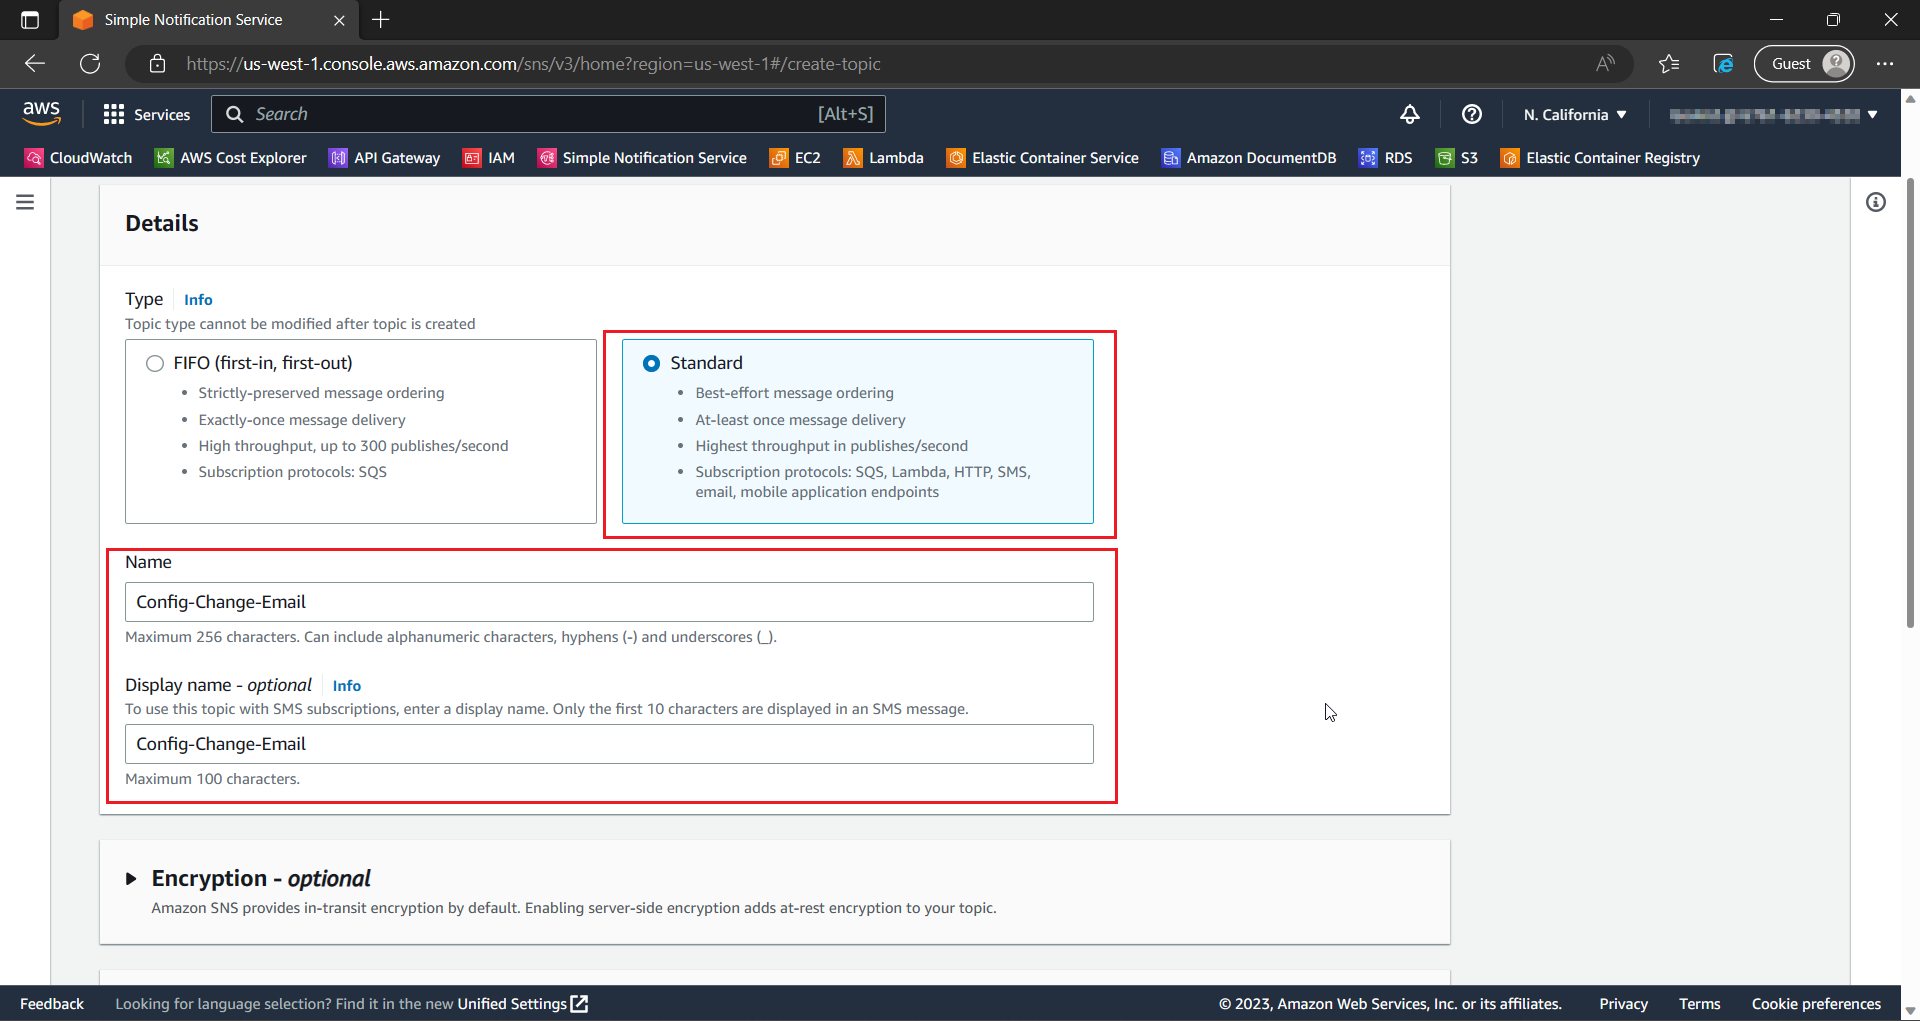 Simple Notification Service
https://us-west-1.console.aws.amazon.com/sns/v3/home?region=us-west-1#/create-topic
Guest
aws
Services
Search
[Alt+S]
N. California
CloudWatch
AWS Cost Explorer
API Gateway
IAM
Simple Notification Service
EC2
Lambda
Elastic Container Service
Amazon DocumentDB
RDS
S3
Elastic Container Registry
Details
Type
Info
Topic type cannot be modified after topic is created
FIFO (first-in, first-out)
• Strictly-preserved message ordering
• Exactly-once message delivery
• High throughput, up to 300 publishes/second
• Subscription protocols: SQS
Standard
• Best-effort message ordering
• At-least once message delivery
• Highest throughput in publishes/second
• Subscription protocols: SQS, Lambda, HTTP, SMS,
email, mobile application endpoints
Name
Config-Change-Email
Maximum 256 characters. Can include alphanumeric characters, hyphens (-) and underscores (_).
Display name - optional
Info
To use this topic with SMS subscriptions, enter a display name. Only the first 10 characters are displayed in an SMS message.
Config-Change-Email
Maximum 100 characters.
Encryption - optional
Amazon SNS provides in-transit encryption by default. Enabling server-side encryption adds at-rest encryption to your topic.
Feedback
Looking for language selection? Find it in the new Unified Settings
© 2023, Amazon Web Services, Inc. or its affiliates.
Privacy
Terms
Cookie preferences